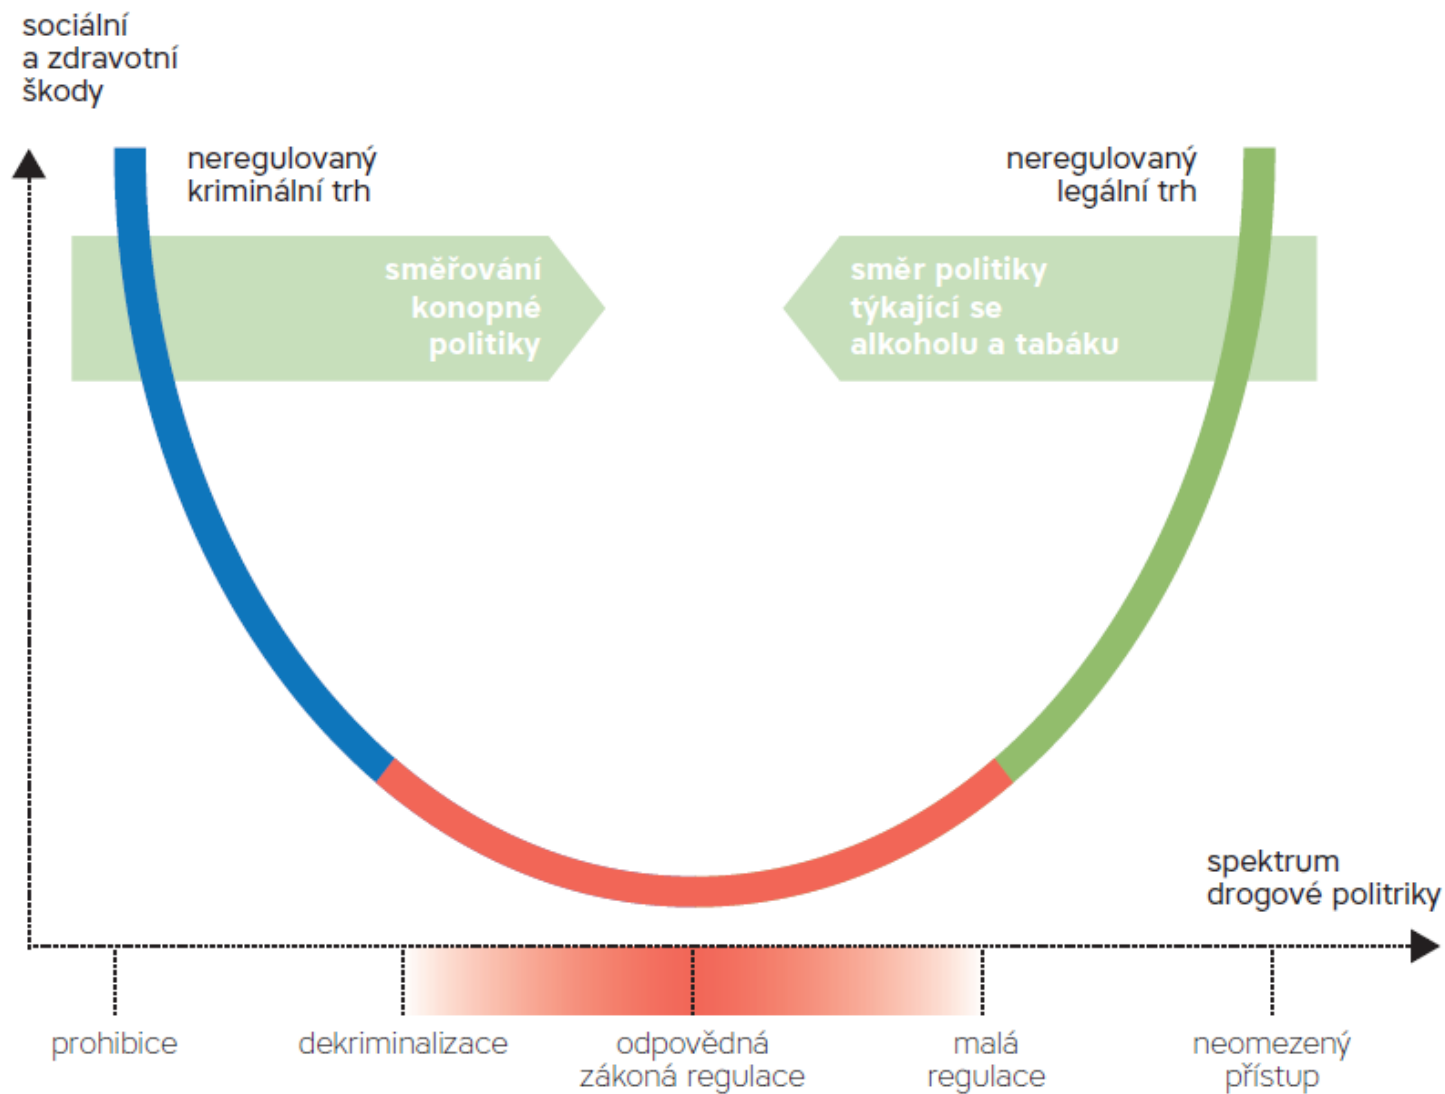 sociální
a zdravotní
škody
neregulovaný
kriminální trh
neregulovaný
legální trh
směřování
konopné
politiky
směr politiky
týkající se
alkoholu a tabáku
spektrum
drogové politriky
prohibice
dekriminalizace
odpovědná
zákoná regulace
malá
regulace
neomezený
přístup